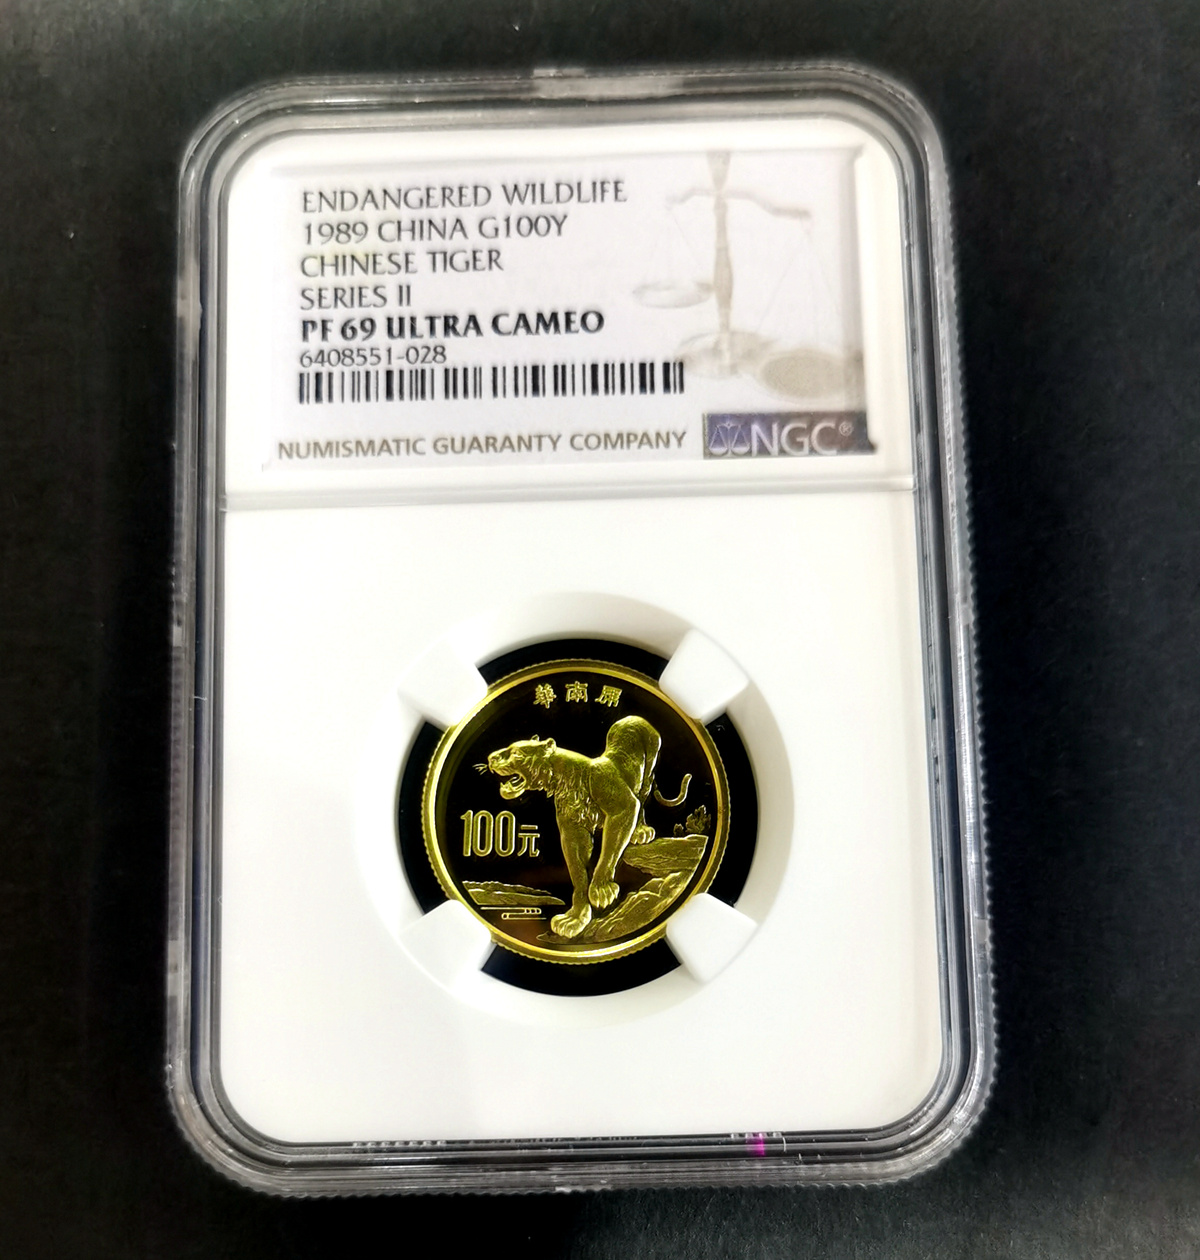 ENDANGERED WILDLIFE
1989 CHINA G100Y
CHINESE TIGER
SERIES II
PF 69 ULTRA CAMEO
6408551-028
NUMISMATIC GUARANTY COMPANY
NGC®
華南虎
100元